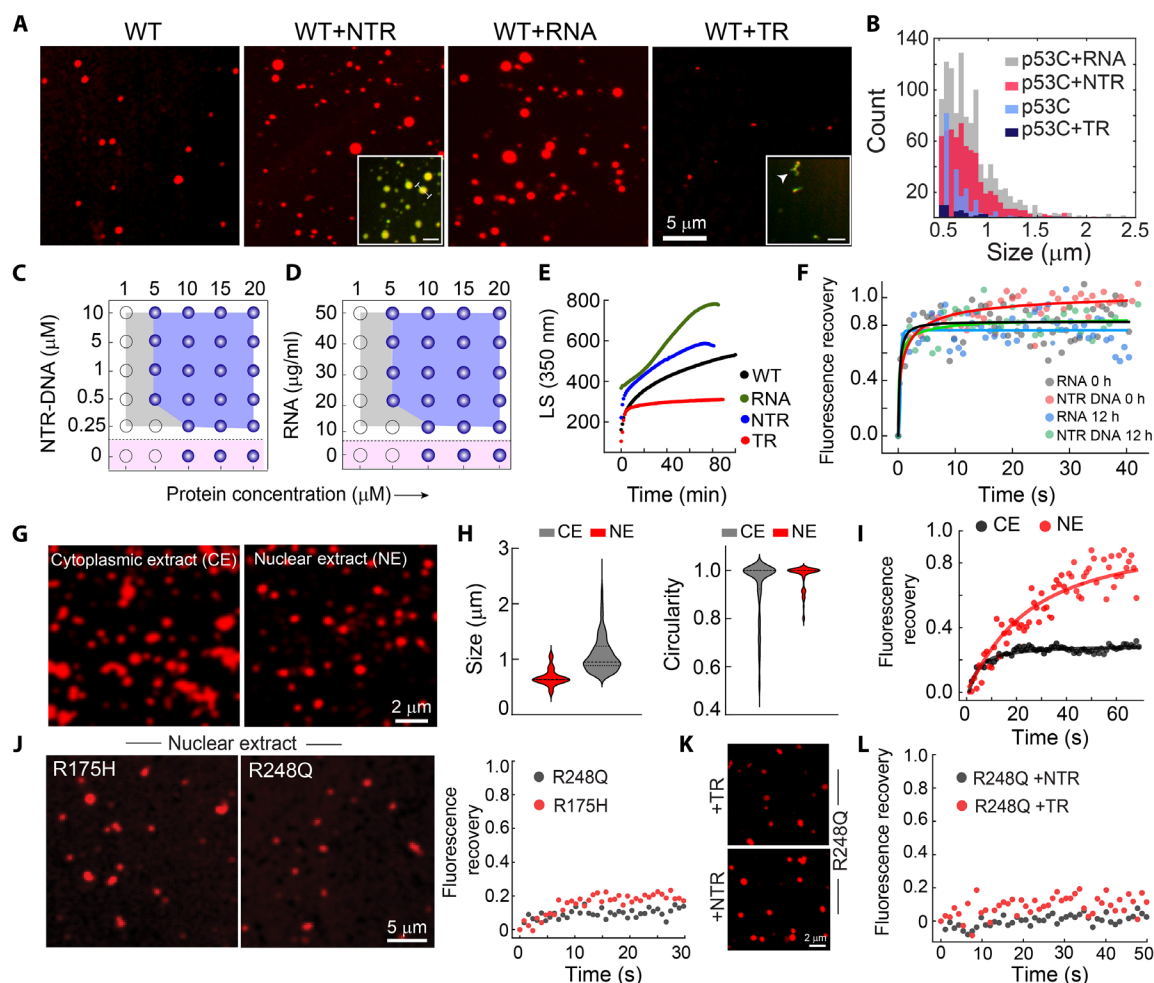 A
WT
WT+NTR
WT+RNA
WT+TR
5 μm
B
140
100
60
20
Count
p53C+RNA
p53C+NTR
p53C
p53C+TR
0.5 1 1.5 2 2.5
Size (μm)
C
1 5 10 15 20
NTR-DNA (μM)
10
5
1
0.5
0.25
0
D
1 5 10 15 20
RNA (μg/ml)
50
40
30
20
10
0
Protein concentration (μM)
E
800
600
400
200
LS (350 nm)
WT
RNA
NTR
TR
0 40 80
Time (min)
F
1.0
0.8
0.4
0.0
Fluorescence recovery
RNA 0 h
NTR DNA 0 h
RNA 12 h
NTR DNA 12 h
0 10 20 30 40
Time (s)
G
Cytoplasmic extract (CE)
Nuclear extract (NE)
2 μm
H
CE NE
3
2
1
0
Size (μm)
CE NE
1.0
0.8
0.6
0.4
Circularity
I
CE NE
1.0
0.8
0.4
0.0
Fluorescence
recovery
0 20 40 60
Time (s)
J
Nuclear extract
R175H
R248Q
5 μm
1.0
0.8
0.6
0.4
0.2
0
Fluorescence
recovery
R248Q
R175H
0 10 20 30
Time (s)
K
+TR
+NTR
R248Q
2 μm
L
1.0
0.8
0.6
0.4
0.2
0
Fluorescence recovery
R248Q +NTR
R248Q +TR
0 10 20 30 40 50
Time (s)